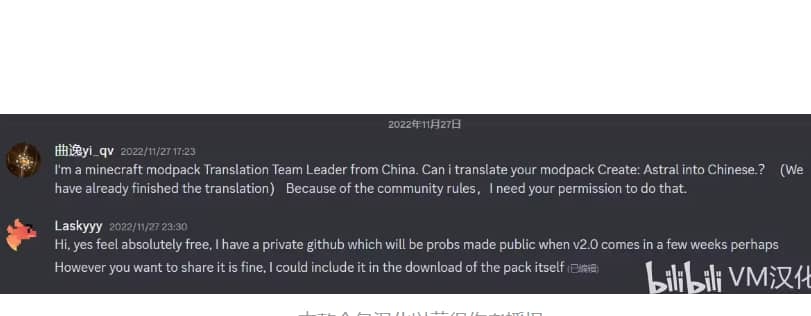 2022年11月27日
曲逸yi_qv 2022/11/27 17:23
I'm a minecraft modpack Translation Team Leader from China. Can i translate your modpack Create: Astral into Chinese.? （We
have already finished the translation） Because of the community rules，I need your permission to do that.
Laskyyy 2022/11/27 23:30
Hi, yes feel absolutely free, I have a private github which will be probs made public when v2.0 comes in a few weeks perhaps
However you want to share it is fine, I could include it in the download of the pack itself (已编辑)
bilibili VM汉化